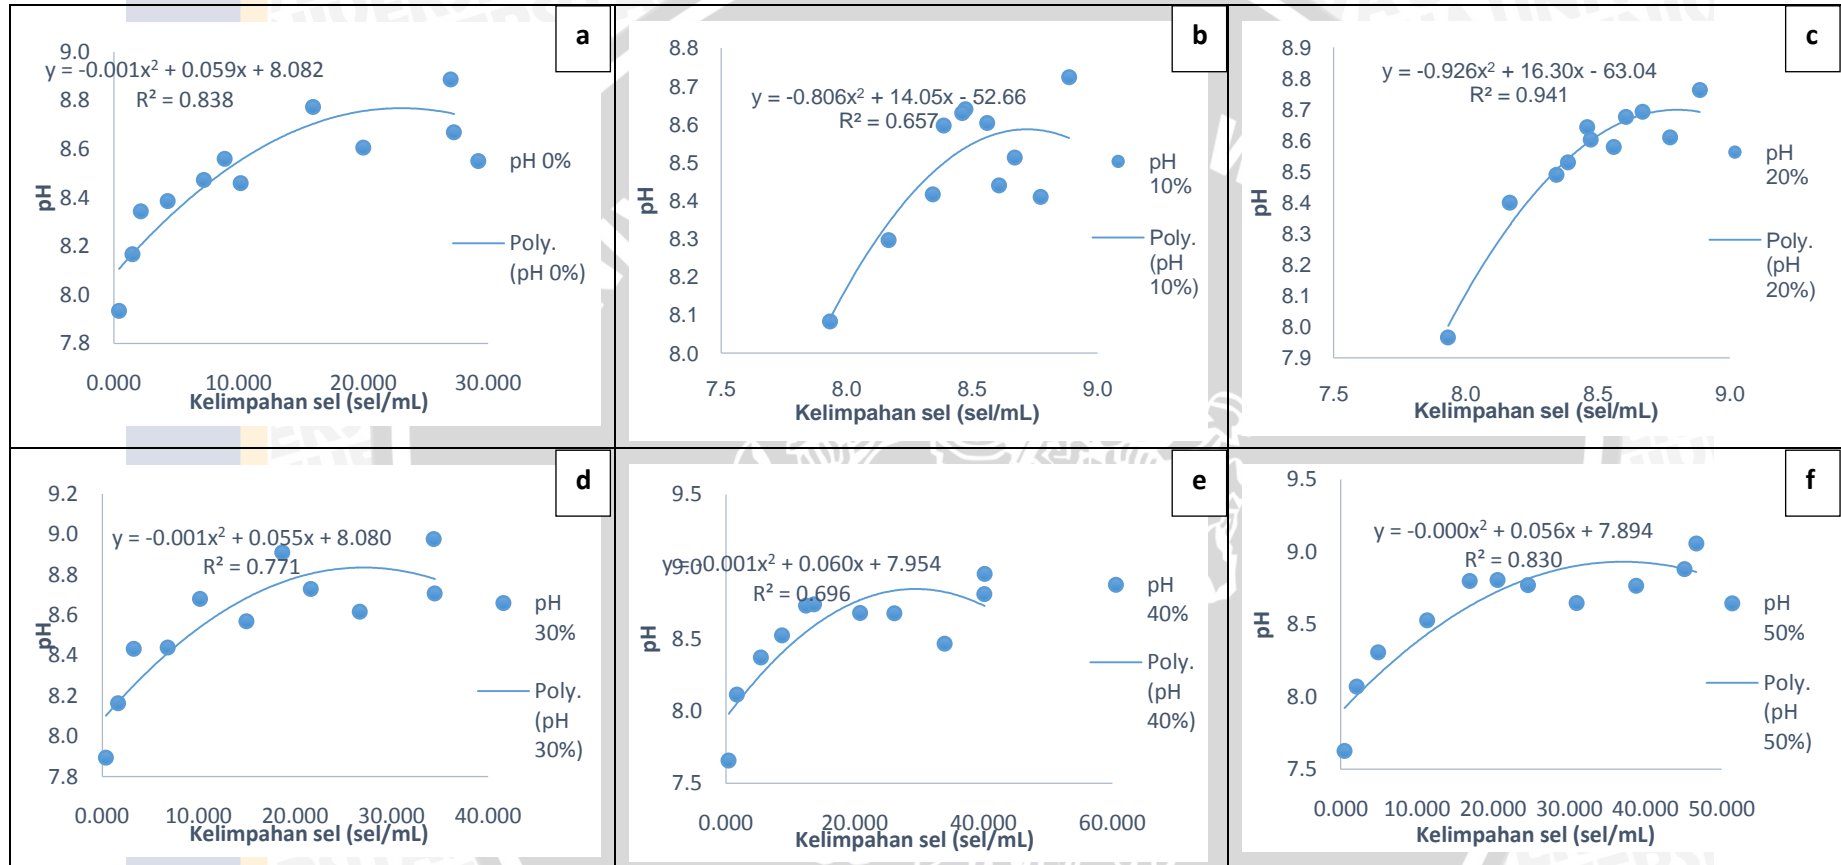 a
9.0
y = -0.001x² + 0.059x + 8.082
R² = 0.838
8.8
8.6
8.4
8.2
8.0
7.8
pH
0.000 10.000 20.000 30.000
Kelimpahan sel (sel/mL)
pH 0%
Poly.
(pH 0%)
b
8.8
8.7
8.6
8.5
8.4
8.3
8.2
8.1
8.0
y = -0.806x² + 14.05x - 52.66
R² = 0.657
pH
7.5 8.0 8.5 9.0
Kelimpahan sel (sel/mL)
pH
10%
Poly.
(pH
10%)
c
8.9
8.8
8.7
8.6
8.5
8.4
8.3
8.2
8.1
8.0
7.9
y = -0.926x² + 16.30x - 63.04
R² = 0.941
pH
7.5 8.0 8.5 9.0
Kelimpahan sel (sel/mL)
pH
20%
Poly.
(pH
20%)
d
9.2
9.0
8.8
8.6
8.4
8.2
8.0
7.8
y = -0.001x² + 0.055x + 8.080
R² = 0.771
pH
0.000 10.000 20.000 30.000 40.000
Kelimpahan sel (sel/mL)
pH
30%
Poly.
(pH
30%)
e
9.5
9.0
8.5
8.0
7.5
y = -0.001x² + 0.060x + 7.954
R² = 0.696
pH
0.000 20.000 40.000 60.000
Kelimpahan sel (sel/mL)
pH
40%
Poly.
(pH
40%)
f
9.5
9.0
8.5
8.0
7.5
y = -0.000x² + 0.056x + 7.894
R² = 0.830
pH
0.000 10.000 20.000 30.000 40.000 50.000
Kelimpahan sel (sel/mL)
pH
50%
Poly.
(pH
50%)